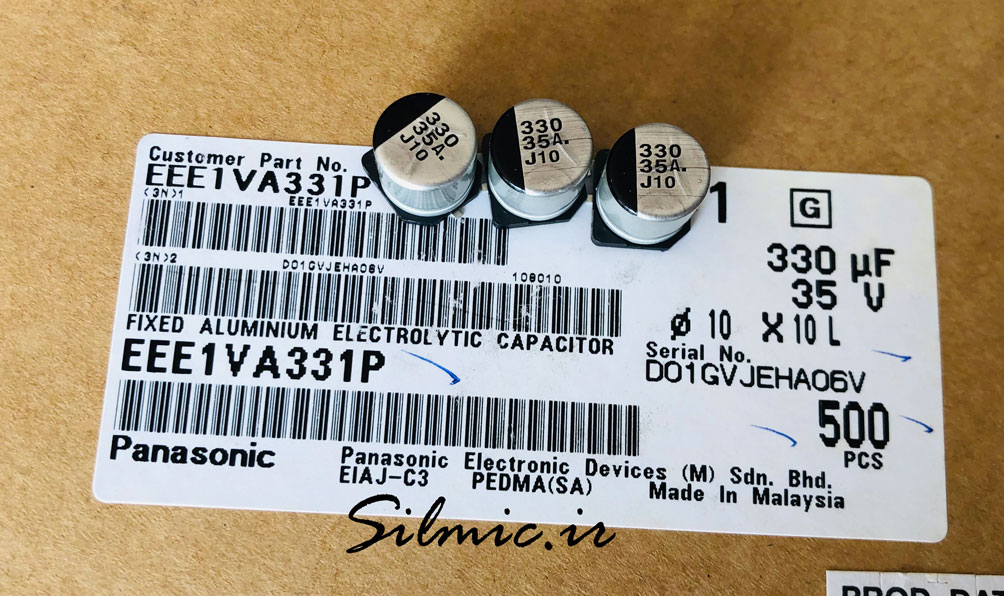 Customer Part No.
EEE1VA331P
(3N)1
EEE1VA331P
1
G
(3N)2
D01GVJEHA06V
108010
330 µF
35 V
ø 10 X 10 L
FIXED ALUMINIUM ELECTROLYTIC CAPACITOR
EEE1VA331P
Serial No.
D01GVJEHA06V
500
PCS
Panasonic
Panasonic Electronic Devices (M) Sdn. Bhd.
EIAJ-C3 PEDMA(SA)
Made In Malaysia
330
35A.
J10
330
35A.
J10
330
35A.
J10
Silmic.ir